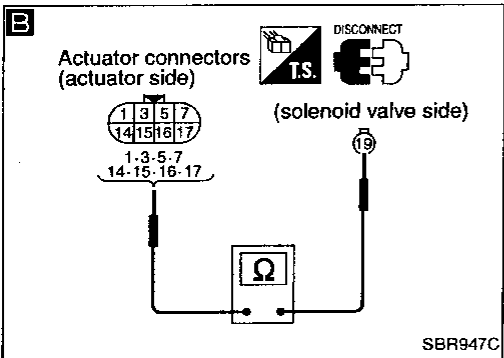 B
DISCONNECT
T.S.
Actuator connectors
(actuator side)
(solenoid valve side)
1 3 5 7
14 15 16 17
19
1·3·5·7
14·15·16·17
Ω
SBR947C